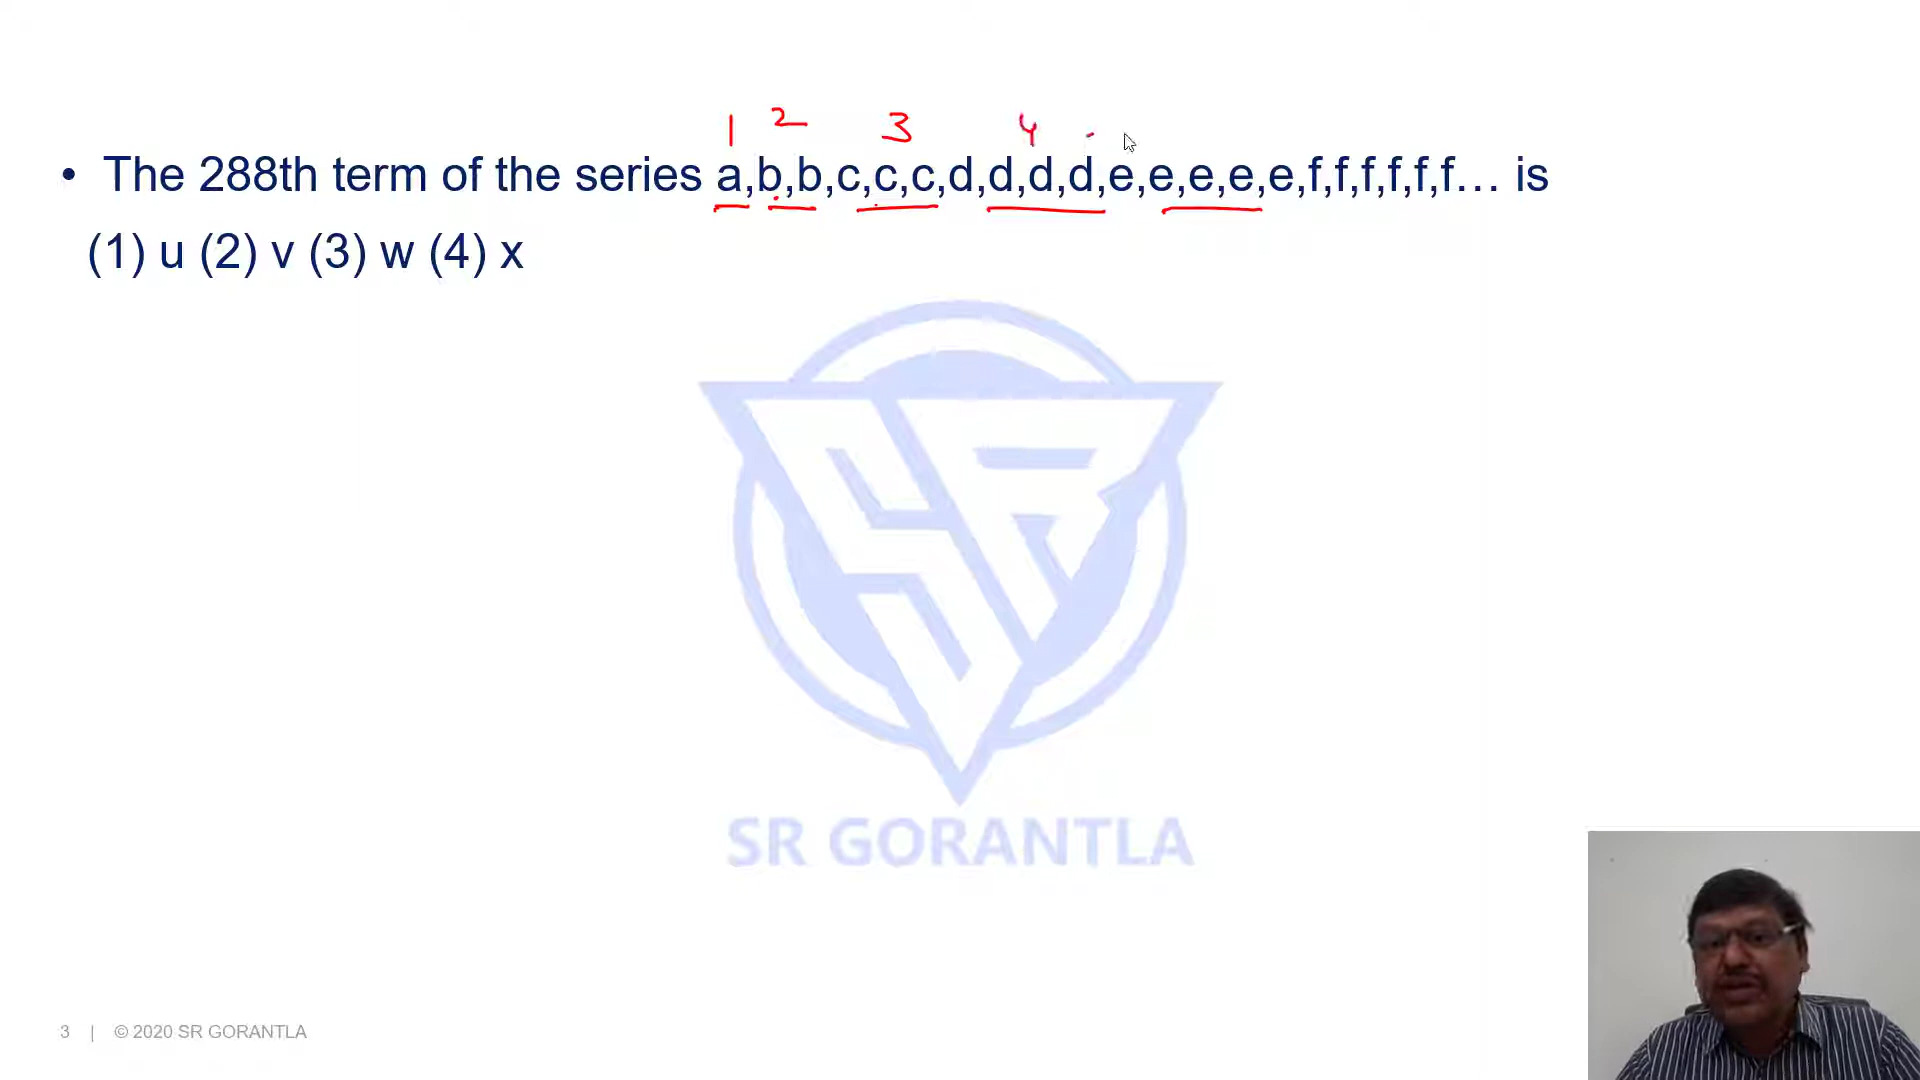 1 2 3 4
• The 288th term of the series a,b,b,c,c,c,d,d,d,d,e,e,e,e,e,f,f,f,f,f,f… is
(1) u (2) v (3) w (4) x
SR
SR GORANTLA
3 | © 2020 SR GORANTLA